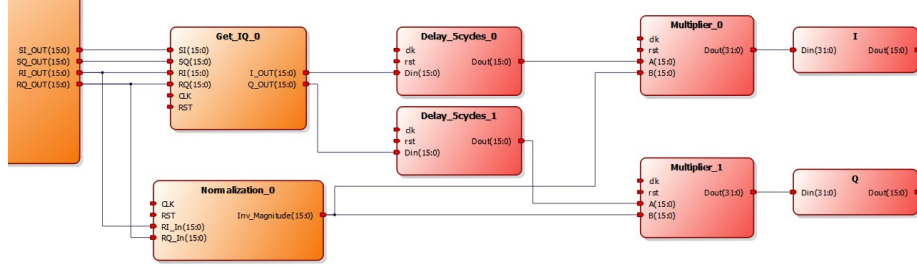 SI_OUT(15:0)
SQ_OUT(15:0)
RI_OUT(15:0)
RQ_OUT(15:0)
Get_IQ_0
SI(15:0)
SQ(15:0)
RI(15:0)
I_OUT(15:0)
RQ(15:0)
Q_OUT(15:0)
CLK
RST
Delay_5cycles_0
clk
rst
Dout(15:0)
Din(15:0)
Delay_5cycles_1
clk
rst
Dout(15:0)
Din(15:0)
Multiplier_0
clk
rst
Dout(31:0)
A(15:0)
B(15:0)
I
Din(31:0)
Dout(15:0)
Normalization_0
CLK
RST
Inv_Magnitude(15:0)
RI_In(15:0)
RQ_In(15:0)
Multiplier_1
clk
rst
Dout(31:0)
A(15:0)
B(15:0)
Q
Din(31:0)
Dout(15:0)